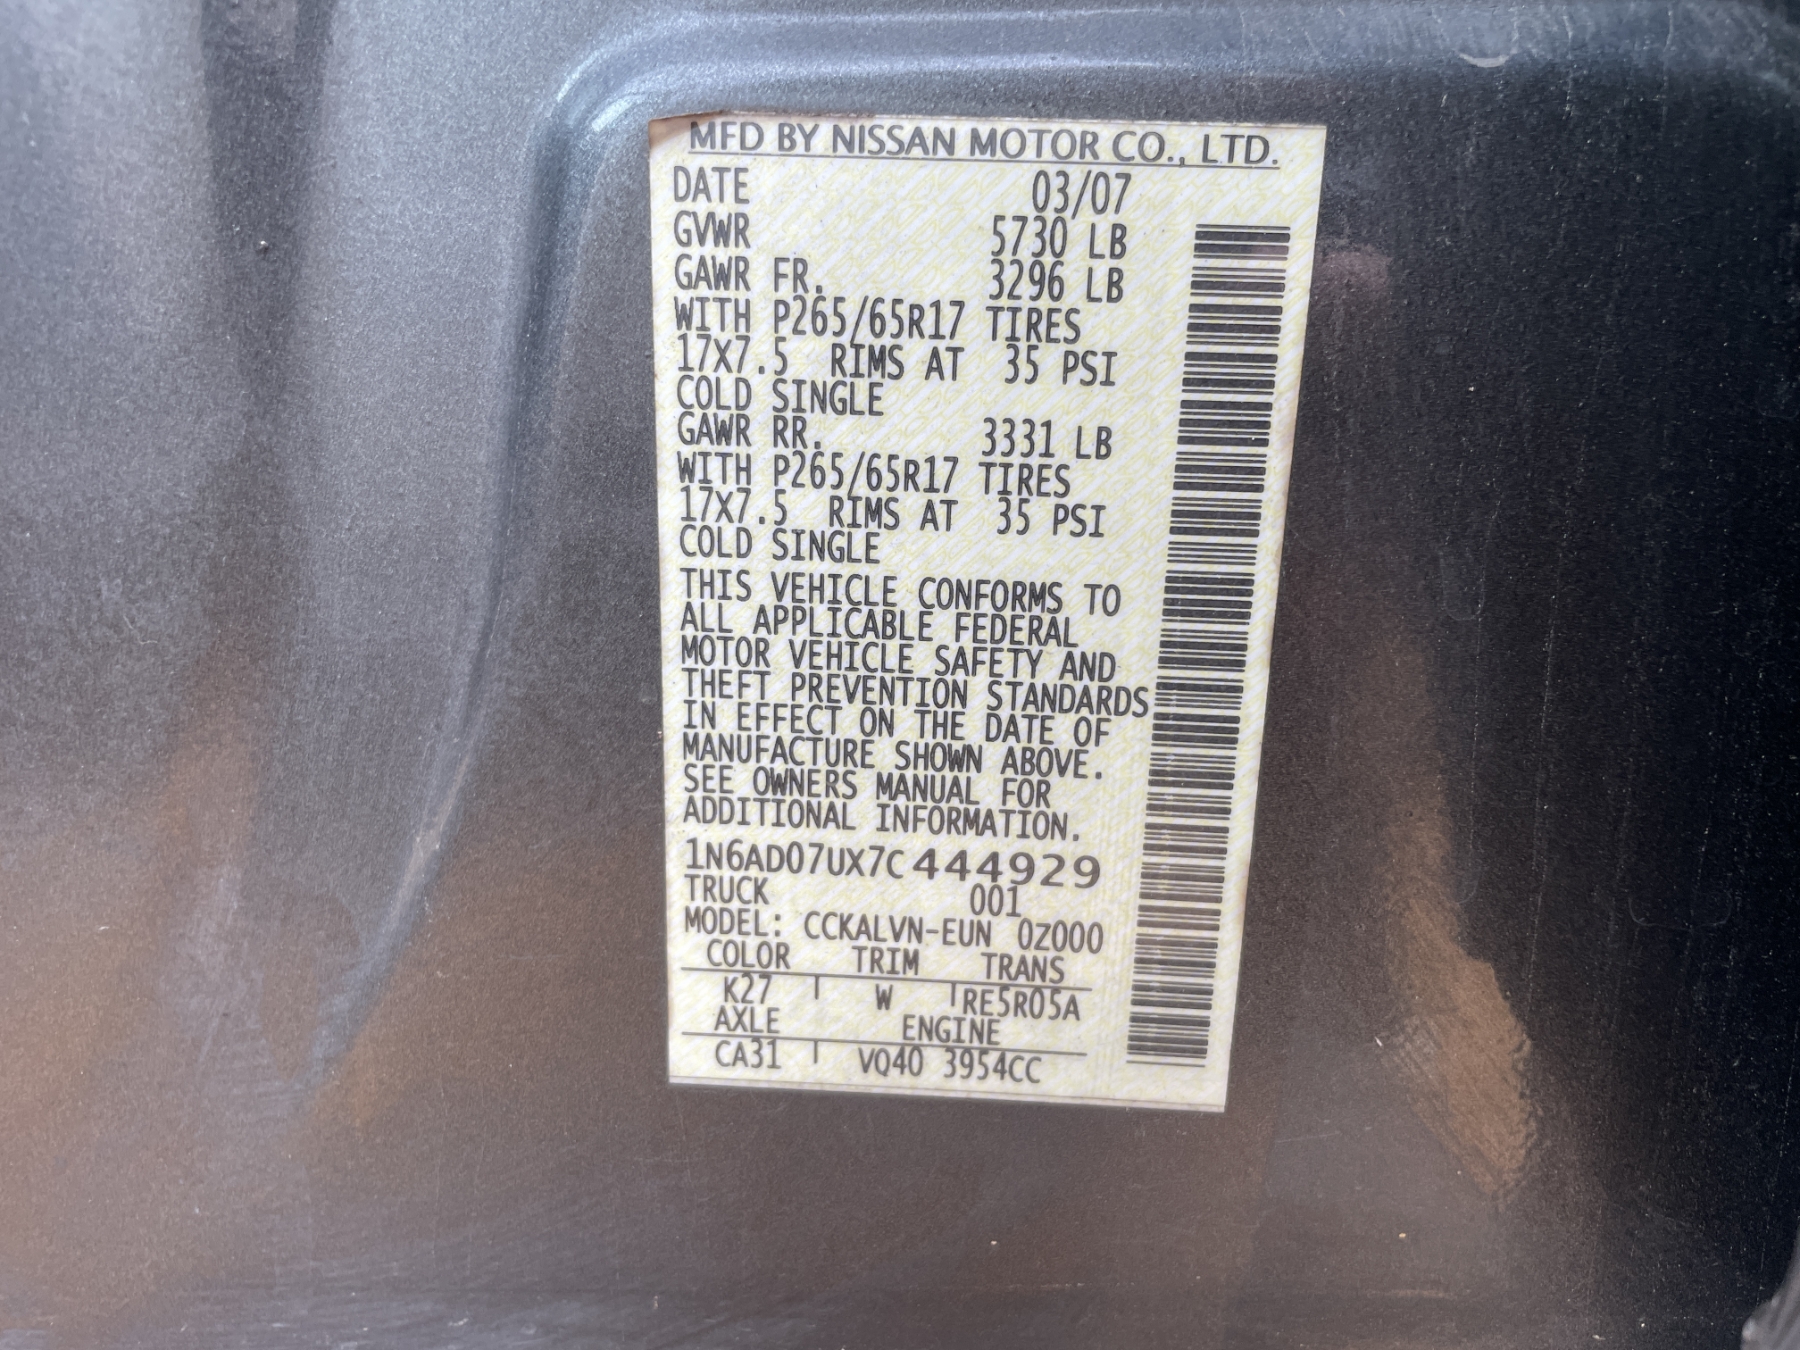 MFD BY NISSAN MOTOR CO., LTD.
DATE 03/07
GVWR 5730 LB
GAWR FR. 3296 LB
WITH P265/65R17 TIRES
17X7.5 RIMS AT 35 PSI
COLD SINGLE
GAWR RR. 3331 LB
WITH P265/65R17 TIRES
17X7.5 RIMS AT 35 PSI
COLD SINGLE
THIS VEHICLE CONFORMS TO
ALL APPLICABLE FEDERAL
MOTOR VEHICLE SAFETY AND
THEFT PREVENTION STANDARDS
IN EFFECT ON THE DATE OF
MANUFACTURE SHOWN ABOVE.
SEE OWNERS MANUAL FOR
ADDITIONAL INFORMATION.
1N6AD07UX7C444929
TRUCK 001
MODEL: CCKALVN-EUN 0Z000
COLOR TRIM TRANS
K27 W RE5R05A
AXLE ENGINE
CA31 VQ40 3954CC